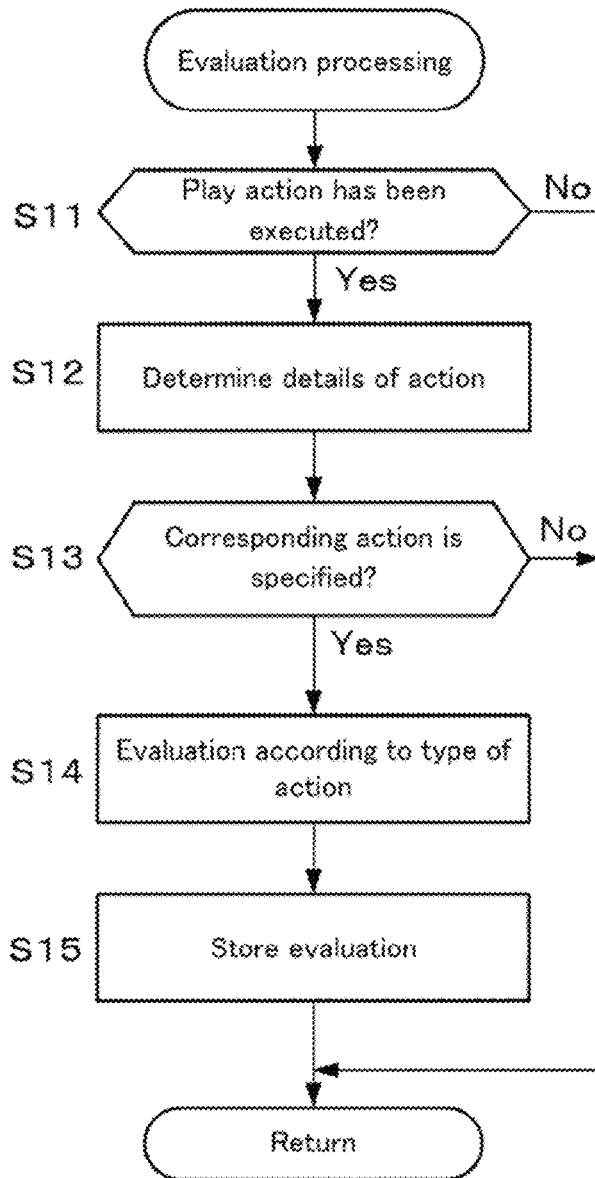 Evaluation processing
S11
Play action has been
executed?
No
Yes
S12
Determine details of action
S13
Corresponding action is
specified?
No
Yes
S14
Evaluation according to type of
action
S15
Store evaluation
Return